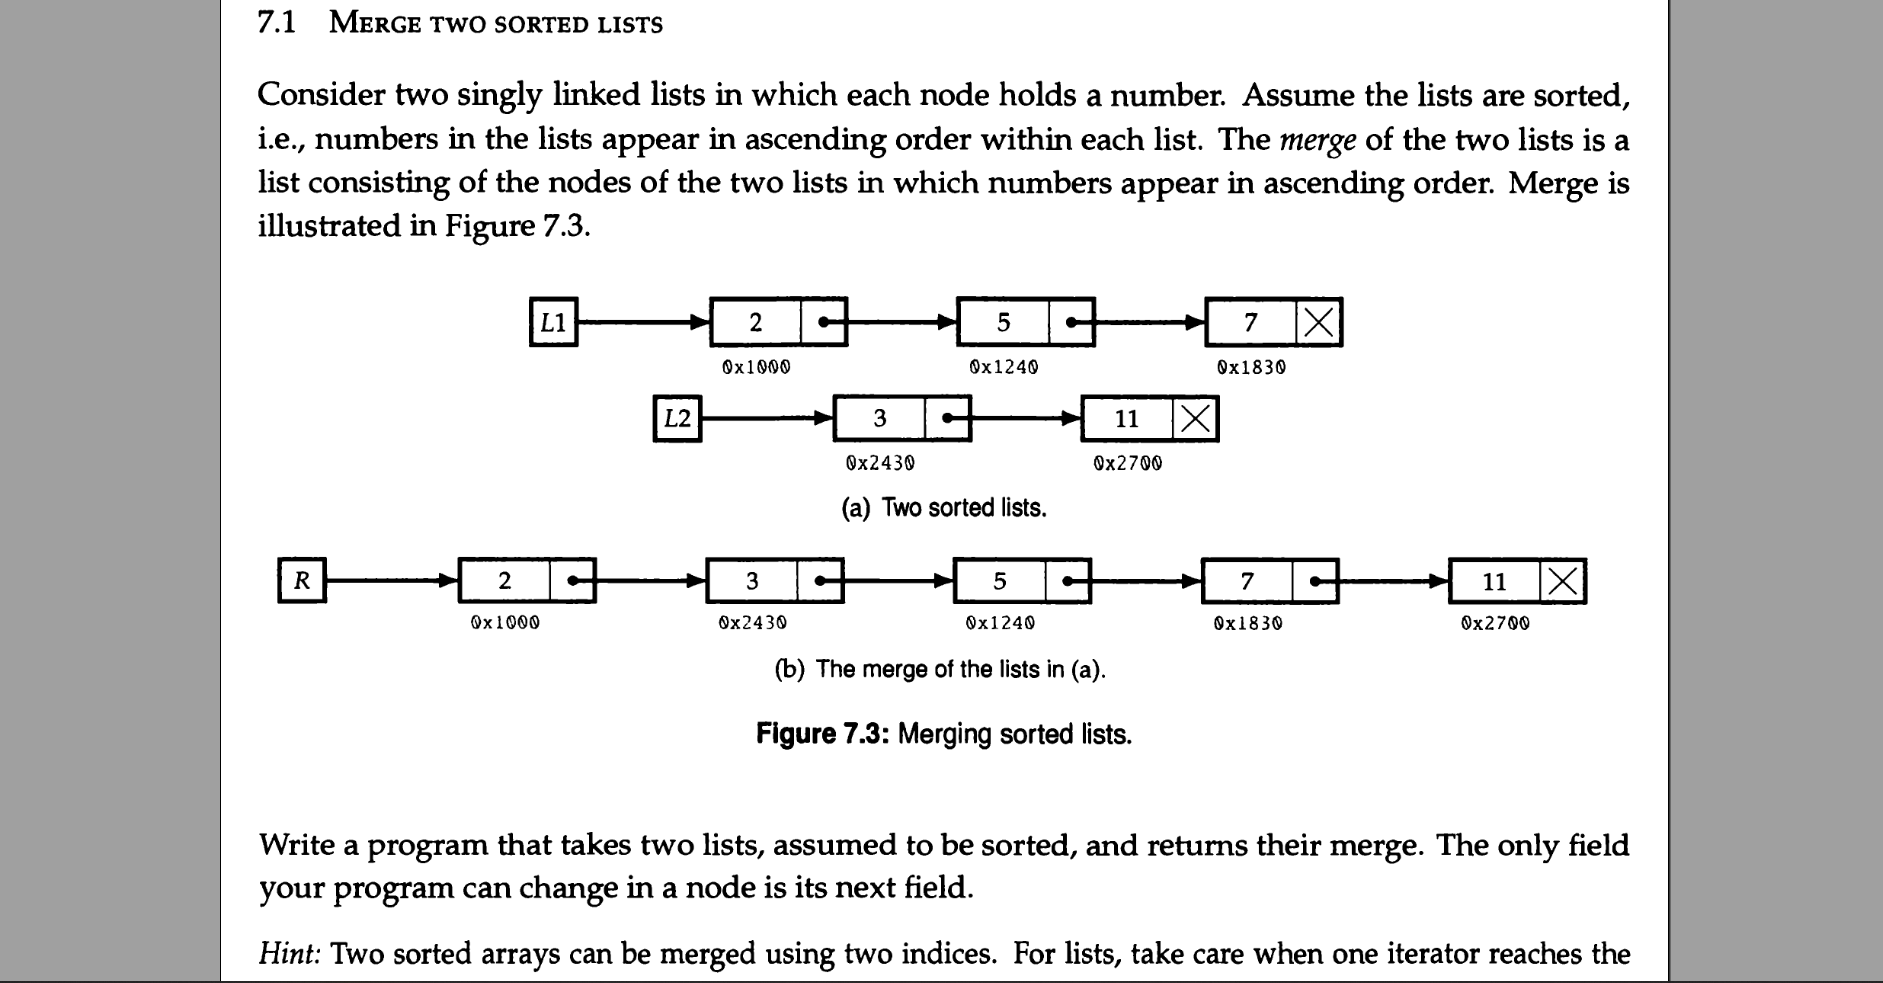 7.1 MERGE TWO SORTED LISTS
Consider two singly linked lists in which each node holds a number. Assume the lists are sorted,
i.e., numbers in the lists appear in ascending order within each list. The merge of the two lists is a
list consisting of the nodes of the two lists in which numbers appear in ascending order. Merge is
illustrated in Figure 7.3.
L1 2 5 7
0x1000 0x1240 0x1830
L2 3 11
0x2430 0x2700
(a) Two sorted lists.
R 2 3 5 7 11
0x1000 0x2430 0x1240 0x1830 0x2700
(b) The merge of the lists in (a).
Figure 7.3: Merging sorted lists.
Write a program that takes two lists, assumed to be sorted, and returns their merge. The only field
your program can change in a node is its next field.
Hint: Two sorted arrays can be merged using two indices. For lists, take care when one iterator reaches the